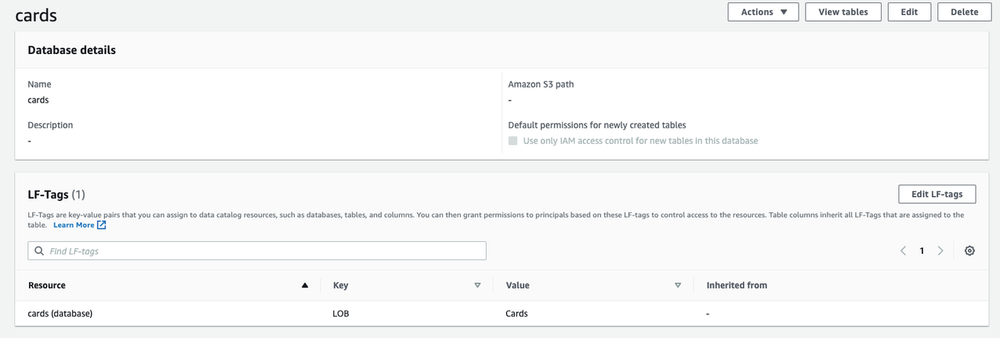 cards
Actions
View tables
Edit
Delete
Database details
Name
cards
Amazon S3 path
-
Description
-
Default permissions for newly created tables
Use only IAM access control for new tables in this database
LF-Tags (1)
Edit LF-tags
LF-Tags are key-value pairs that you can assign to data catalog resources, such as databases, tables, and columns. You can then grant permissions to principals based on these LF-tags to control access to the resources. Table columns inherit all LF-Tags that are assigned to the
table. Learn More
Find LF-tags
1
Resource Key Value Inherited from
cards (database) LOB Cards -